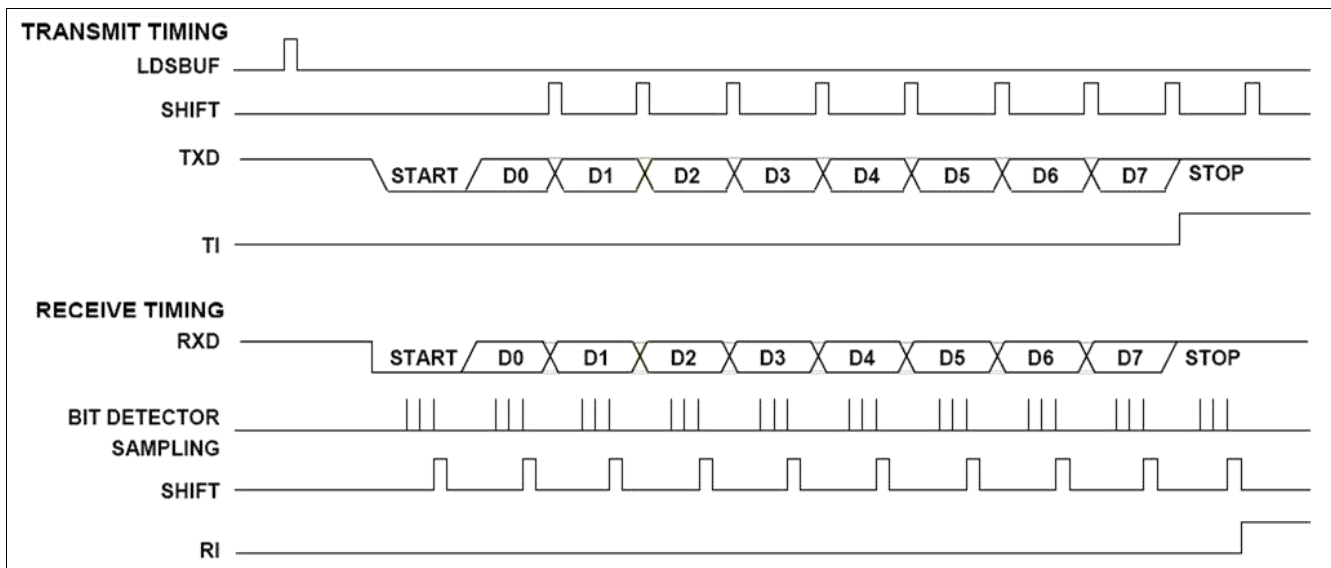 TRANSMIT TIMING
LDSBUF
SHIFT
TXD START D0 D1 D2 D3 D4 D5 D6 D7 STOP
TI
RECEIVE TIMING
RXD START D0 D1 D2 D3 D4 D5 D6 D7 STOP
BIT DETECTOR
SAMPLING
SHIFT
RI